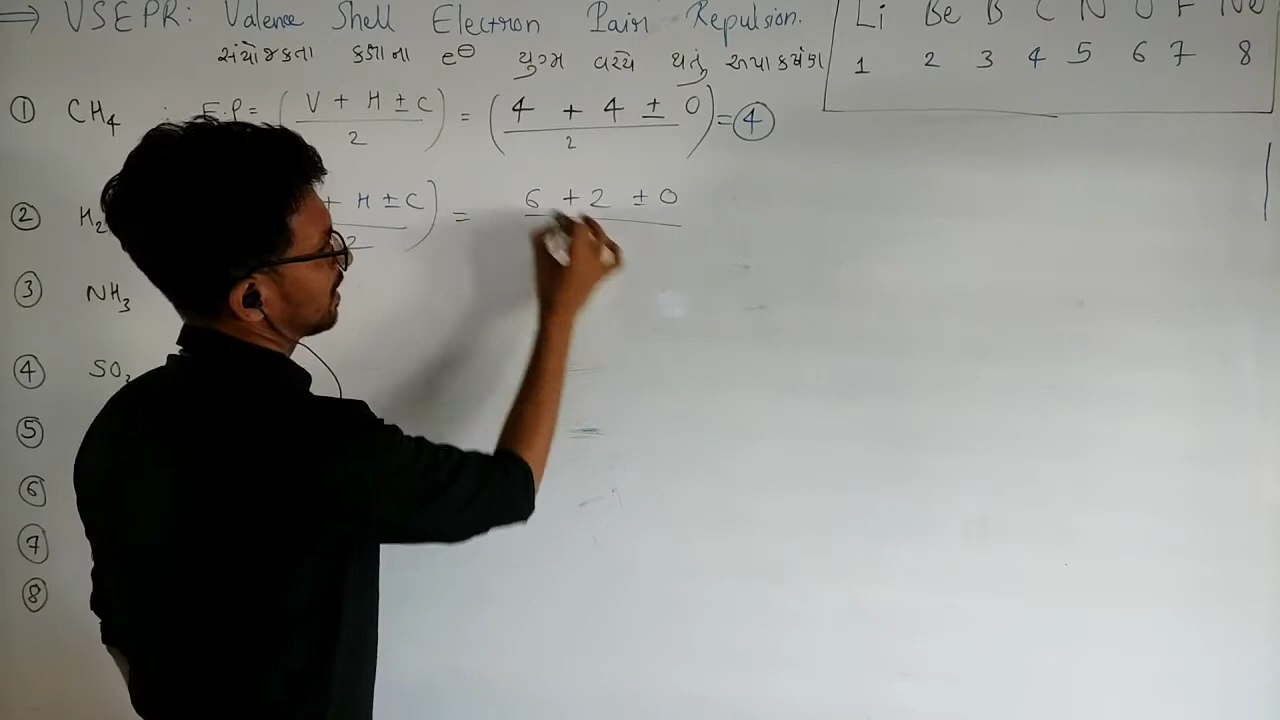 ⇒ VSEPR: Valence Shell Electron Pair Repulsion.
સંયોજકતા કક્ષાના e⊖ યુગ્મ વચ્ચે થતું અપાકર્ષણ
Li Be B C N O F Ne
1 2 3 4 5 6 7 8
① CH₄ : E.P = (V + H ± C / 2) = (4 + 4 ± 0 / 2) = ④
② H₂ + H ± C / 2) = 6 + 2 ± 0
③ NH₃
④ SO₂
⑤
⑥
⑦
⑧